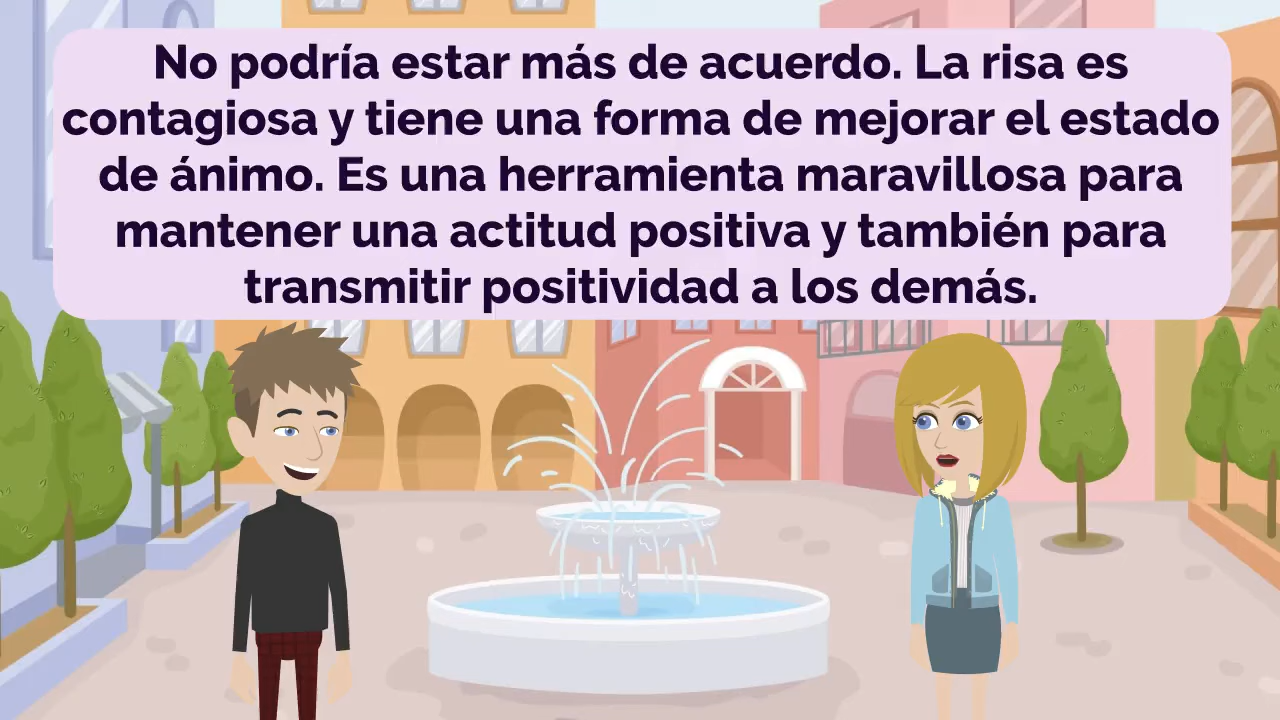 No podría estar más de acuerdo. La risa es
contagiosa y tiene una forma de mejorar el estado
de ánimo. Es una herramienta maravillosa para
mantener una actitud positiva y también para
transmitir positividad a los demás.